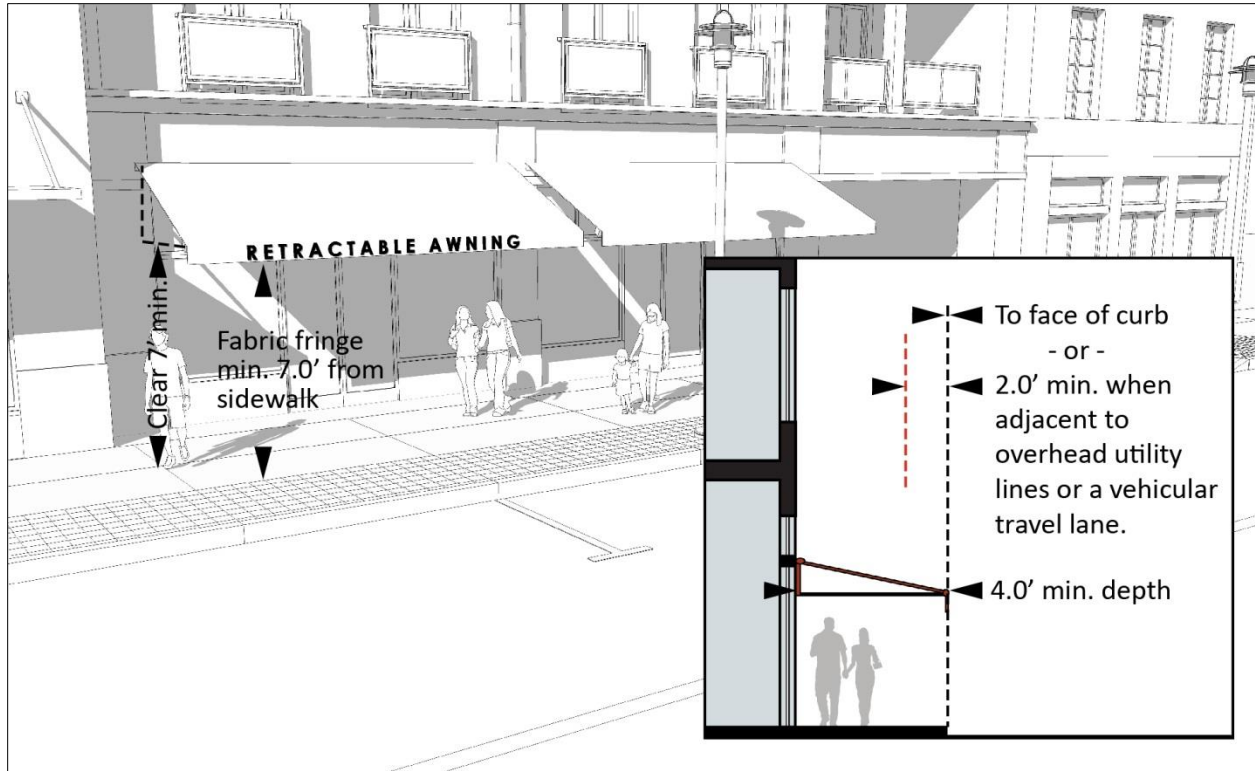 RETRACTABLE AWNING
Clear 7’ min.
Fabric fringe
min. 7.0’ from
sidewalk
To face of curb
- or -
2.0’ min. when
adjacent to
overhead utility
lines or a vehicular
travel lane.
4.0’ min. depth